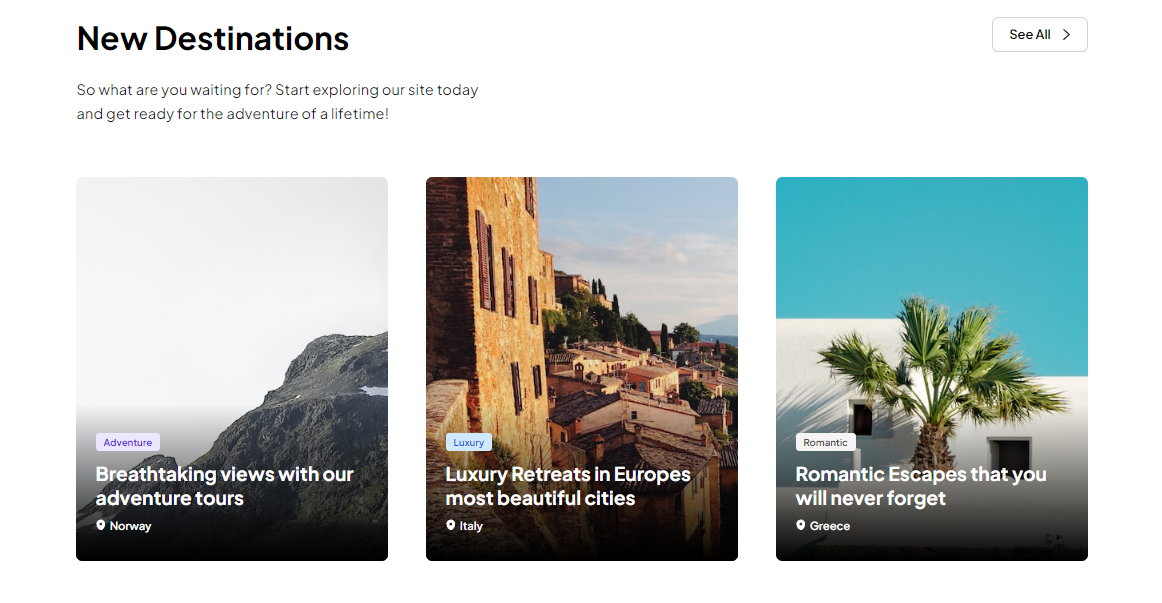 New Destinations
See All
So what are you waiting for? Start exploring our site today
and get ready for the adventure of a lifetime!
Adventure
Breathtaking views with our
adventure tours
Norway
Luxury
Luxury Retreats in Europes
most beautiful cities
Italy
Romantic
Romantic Escapes that you
will never forget
Greece